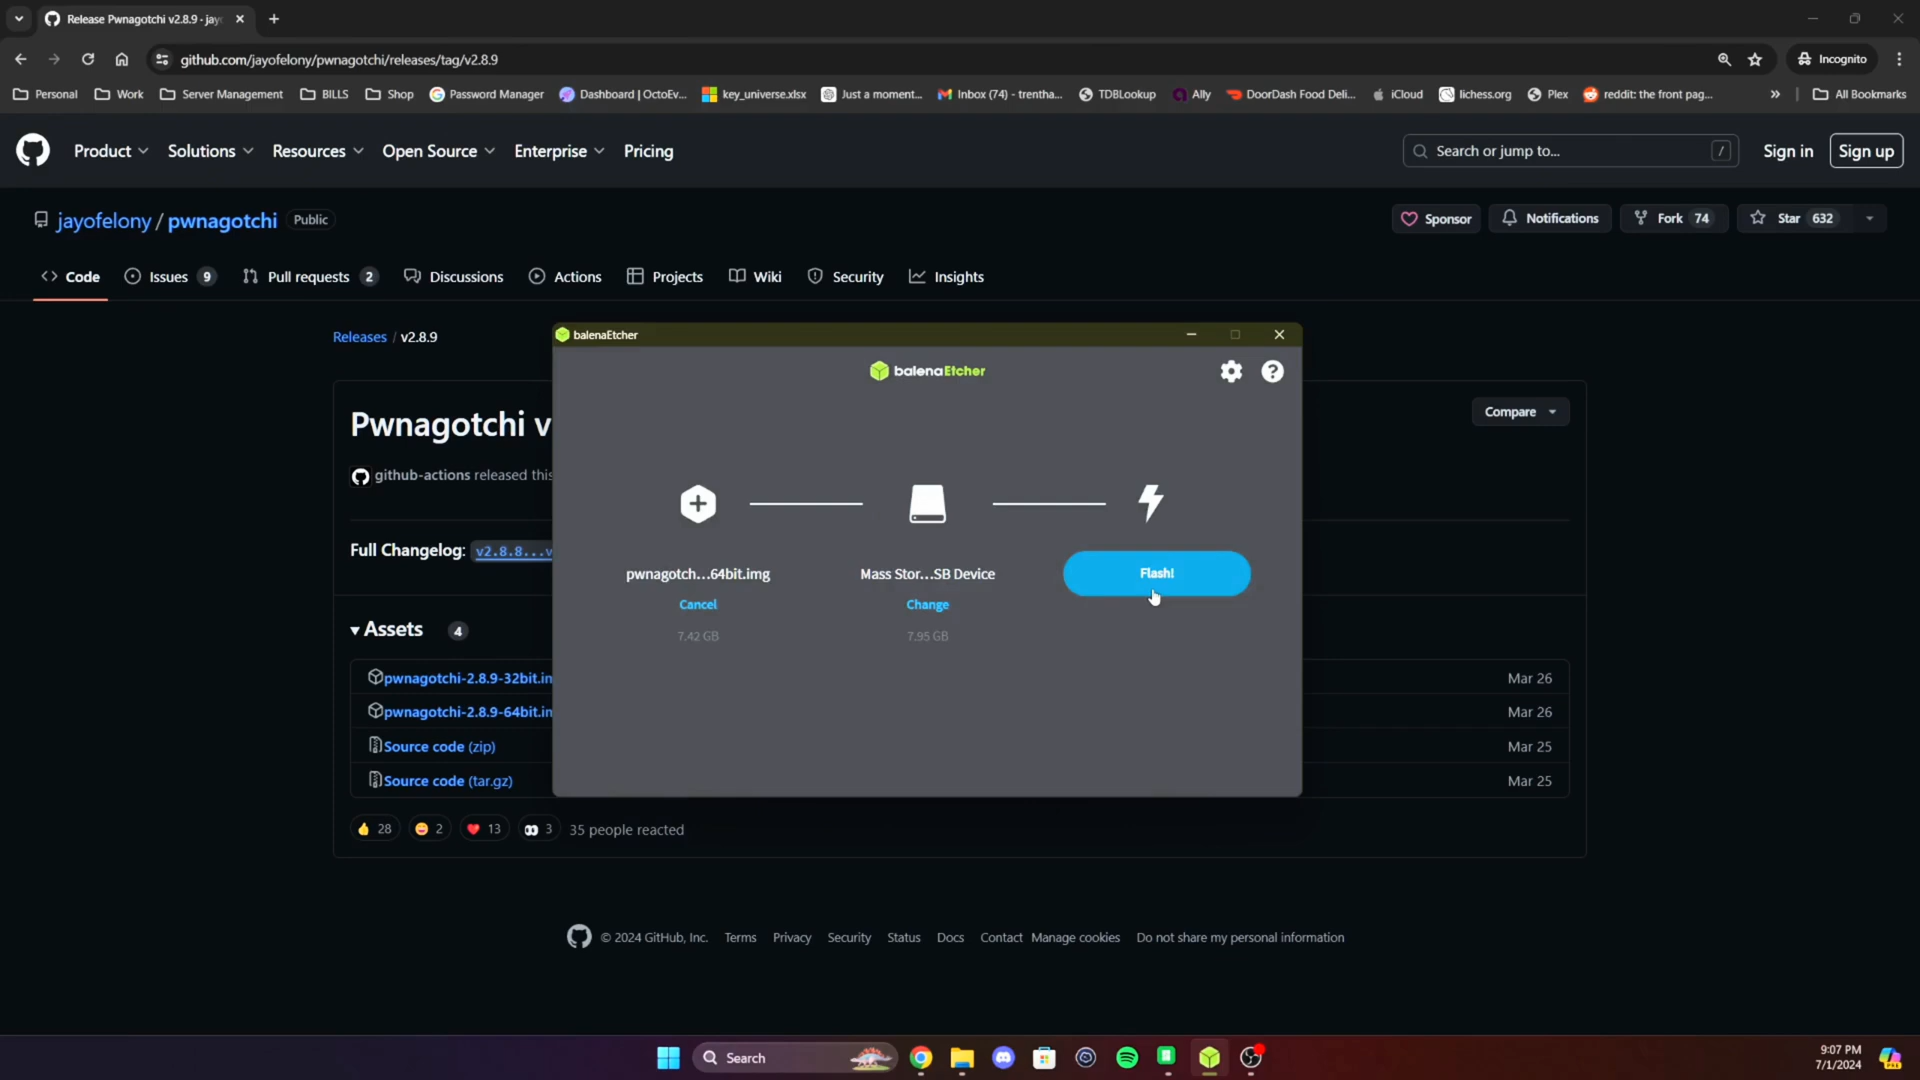 Release Pwnagotchi v2.8.9 · jay
github.com/jayofelony/pwnagotchi/releases/tag/v2.8.9
Incognito
Personal Work Server Management BILLS Shop Password Manager Dashboard | OctoEv... key_universe.xlsx Just a moment... Inbox (74) - trentha... TDBLookup Ally DoorDash Food Deli... iCloud lichess.org Plex reddit: the front pag... » All Bookmarks
Product Solutions Resources Open Source Enterprise Pricing Search or jump to... / Sign in Sign up
jayofelony / pwnagotchi Public Sponsor Notifications Fork 74 Star 632
Code Issues 9 Pull requests 2 Discussions Actions Projects Wiki Security Insights
Releases / v2.8.9
balenaEtcher
balenaEtcher
Compare
Pwnagotchi v
github-actions released this
Full Changelog: v2.8.8...v
pwnagotch...64bit.img Mass Stor...SB Device Flash!
Cancel Change
7.42 GB 7.95 GB
Assets 4
pwnagotchi-2.8.9-32bit.im Mar 26
pwnagotchi-2.8.9-64bit.im Mar 26
Source code (zip) Mar 25
Source code (tar.gz) Mar 25
28 2 13 3 35 people reacted
© 2024 GitHub, Inc. Terms Privacy Security Status Docs Contact Manage cookies Do not share my personal information
Search
9:07 PM
7/1/2024